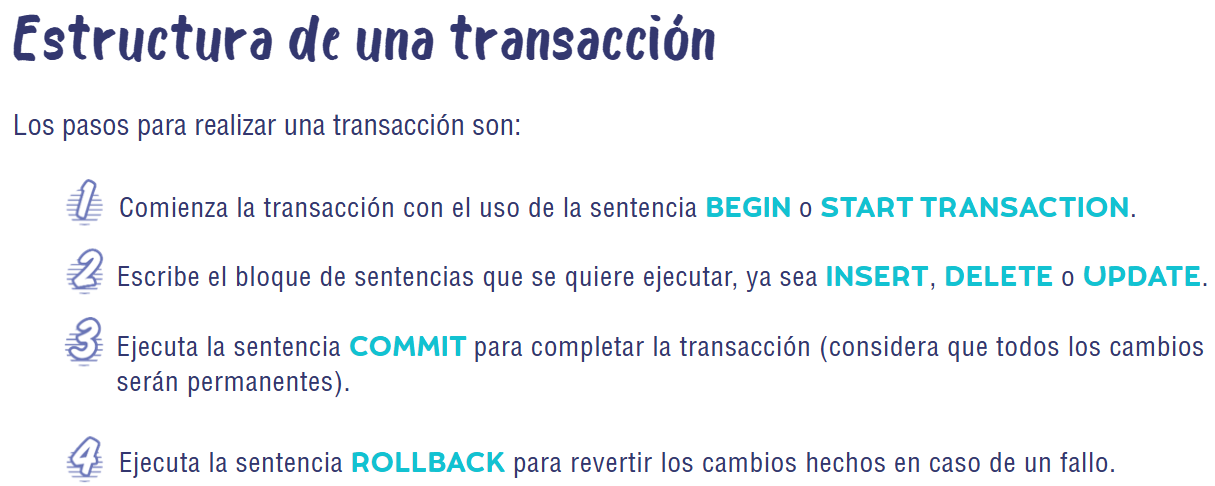 Estructura de una transacción
Los pasos para realizar una transacción son:
1 Comienza la transacción con el uso de la sentencia BEGIN o START TRANSACTION.
2 Escribe el bloque de sentencias que se quiere ejecutar, ya sea INSERT, DELETE o UPDATE.
3 Ejecuta la sentencia COMMIT para completar la transacción (considera que todos los cambios
serán permanentes).
4 Ejecuta la sentencia ROLLBACK para revertir los cambios hechos en caso de un fallo.